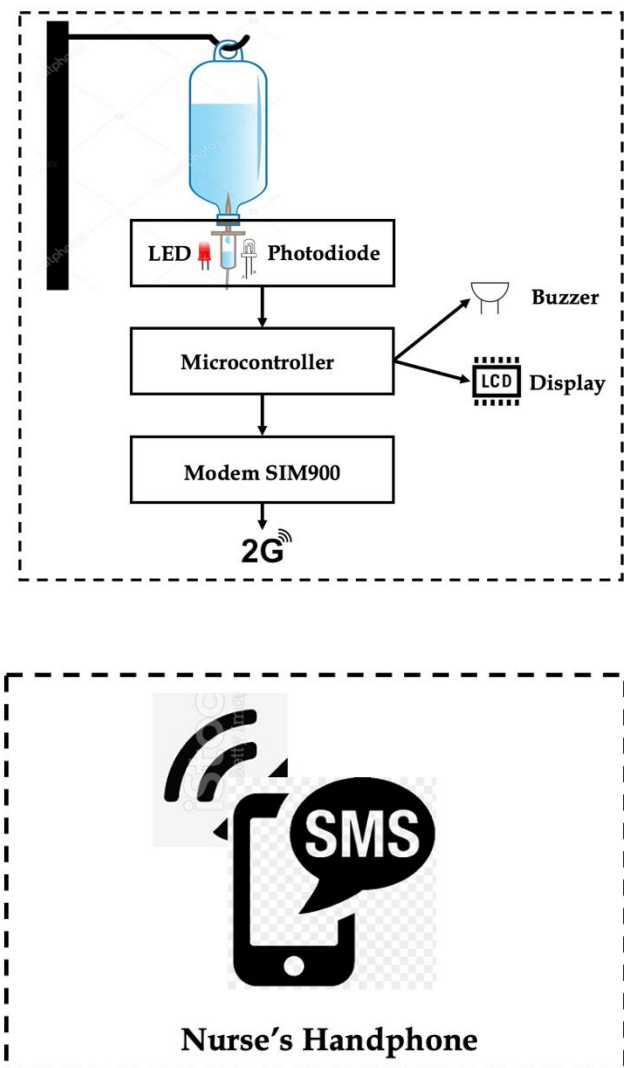 LED
Photodiode
Buzzer
Microcontroller
LCD
Display
Modem SIM900
2G
SMS
Nurse's Handphone